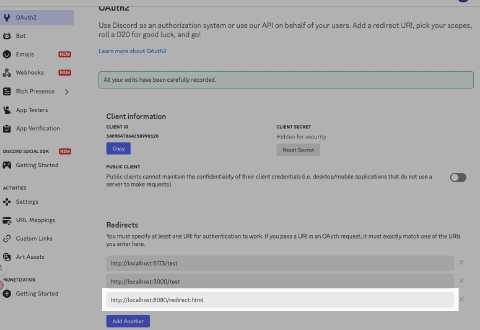 OAuth2
OAuth2
Bot
Emojis NEW
Webhooks NEW
Rich Presence
App Testers
App Verification
DISCORD SOCIAL SDK NEW
Getting Started
ACTIVITIES
Settings
URL Mappings
Custom Links
Art Assets
MONETIZATION
Getting Started
Use Discord as an authorization system or use our API on behalf of your users. Add a redirect URI, pick your scopes,
roll a D20 for good luck, and go!
Learn more about OAuth2
All your edits have been carefully recorded.
Client information
CLIENT ID
CLIENT SECRET
Hidden for security
Copy
Reset Secret
PUBLIC CLIENT
Public clients cannot maintain the confidentiality of their client credentials (i.e. desktop/mobile applications that do not use a
server to make requests)
Redirects
You must specify at least one URI for authentication to work. If you pass a URI in an OAuth request, it must exactly match one of the URIs
you enter here.
http://localhost:5173/test
http://localhost:3000/test
http://localhost:8080/redirect.html
Add Another